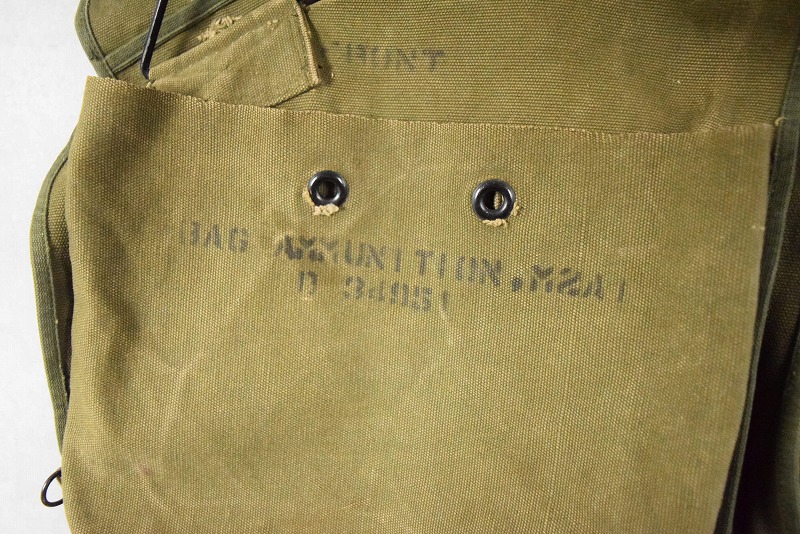 FRONT
BAG AMMUNITION, M2A1
D 34051